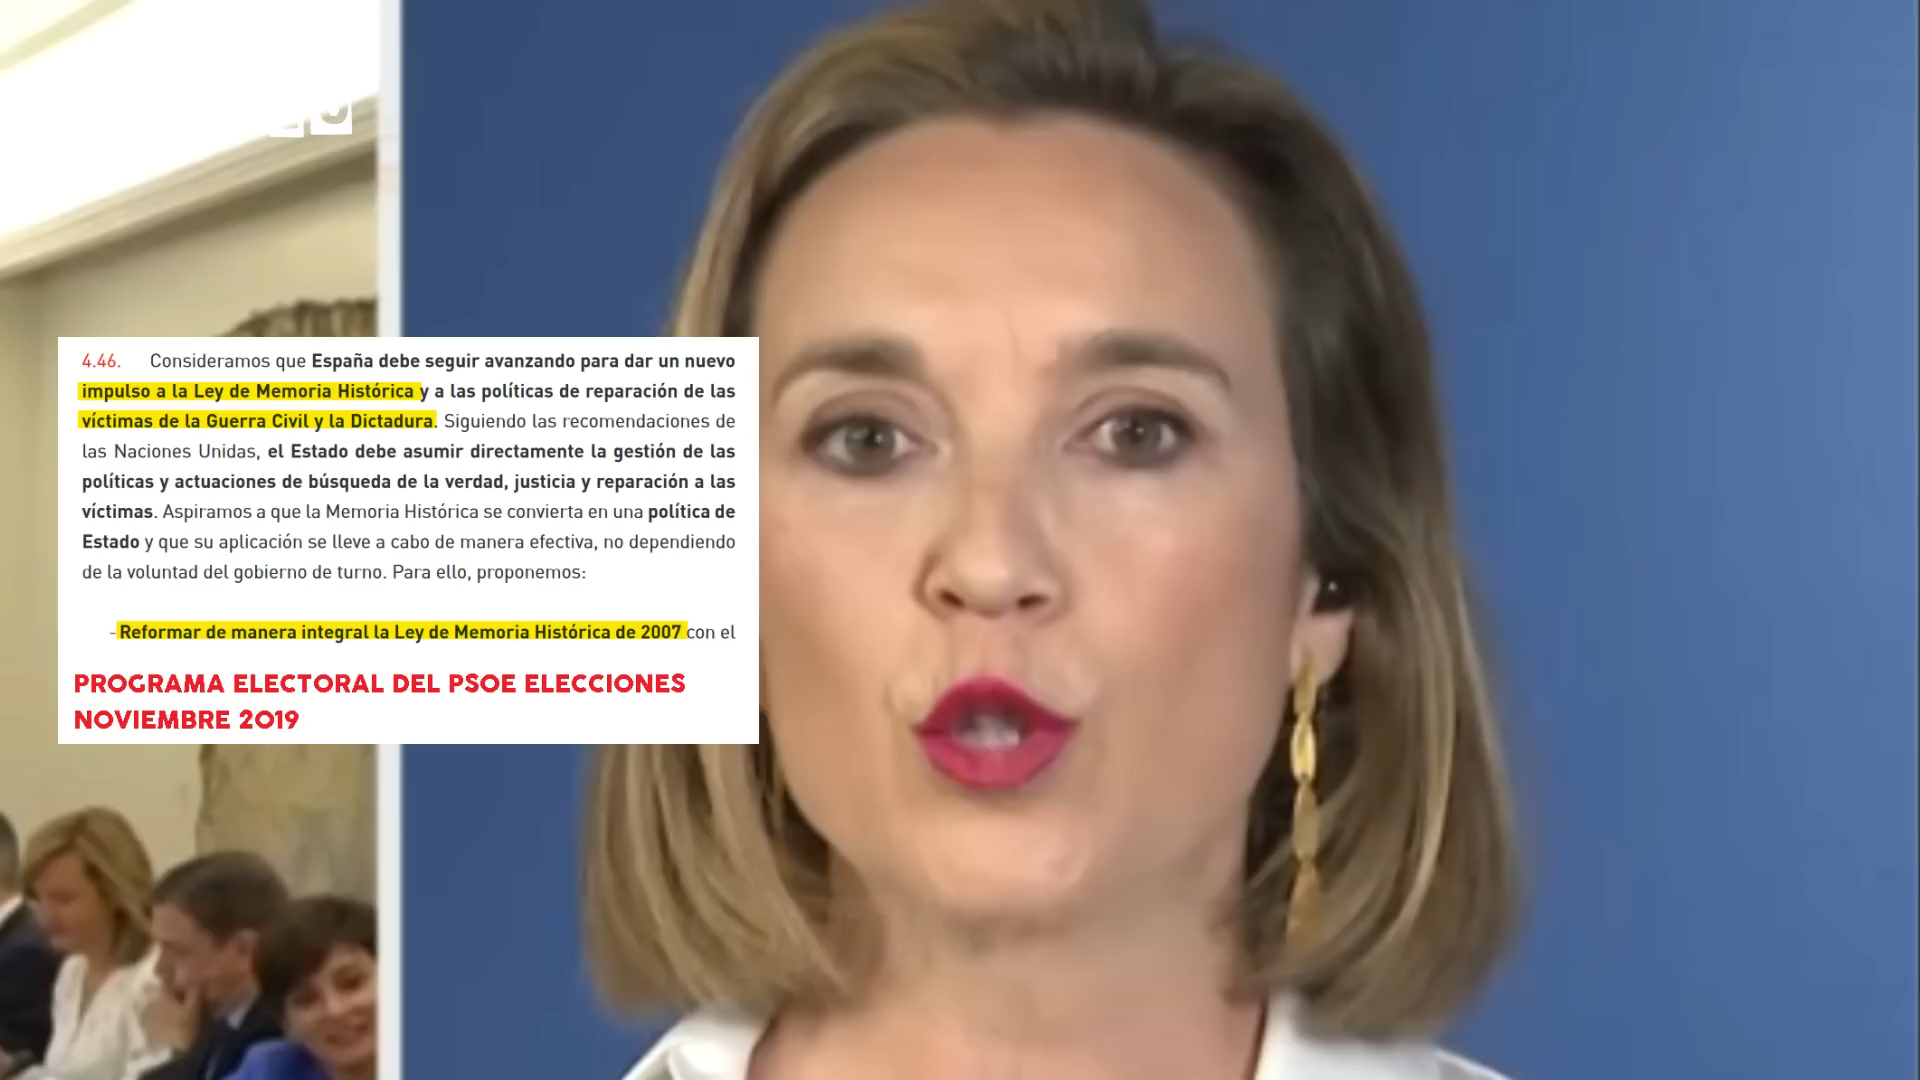 4.46. Consideramos que España debe seguir avanzando para dar un nuevo
impulso a la Ley de Memoria Histórica y a las políticas de reparación de las
víctimas de la Guerra Civil y la Dictadura. Siguiendo las recomendaciones de
las Naciones Unidas, el Estado debe asumir directamente la gestión de las
políticas y actuaciones de búsqueda de la verdad, justicia y reparación a las
víctimas. Aspiramos a que la Memoria Histórica se convierta en una política de
Estado y que su aplicación se lleve a cabo de manera efectiva, no dependiendo
de la voluntad del gobierno de turno. Para ello, proponemos:
-Reformar de manera integral la Ley de Memoria Histórica de 2007 con el
PROGRAMA ELECTORAL DEL PSOE ELECCIONES
NOVIEMBRE 2019